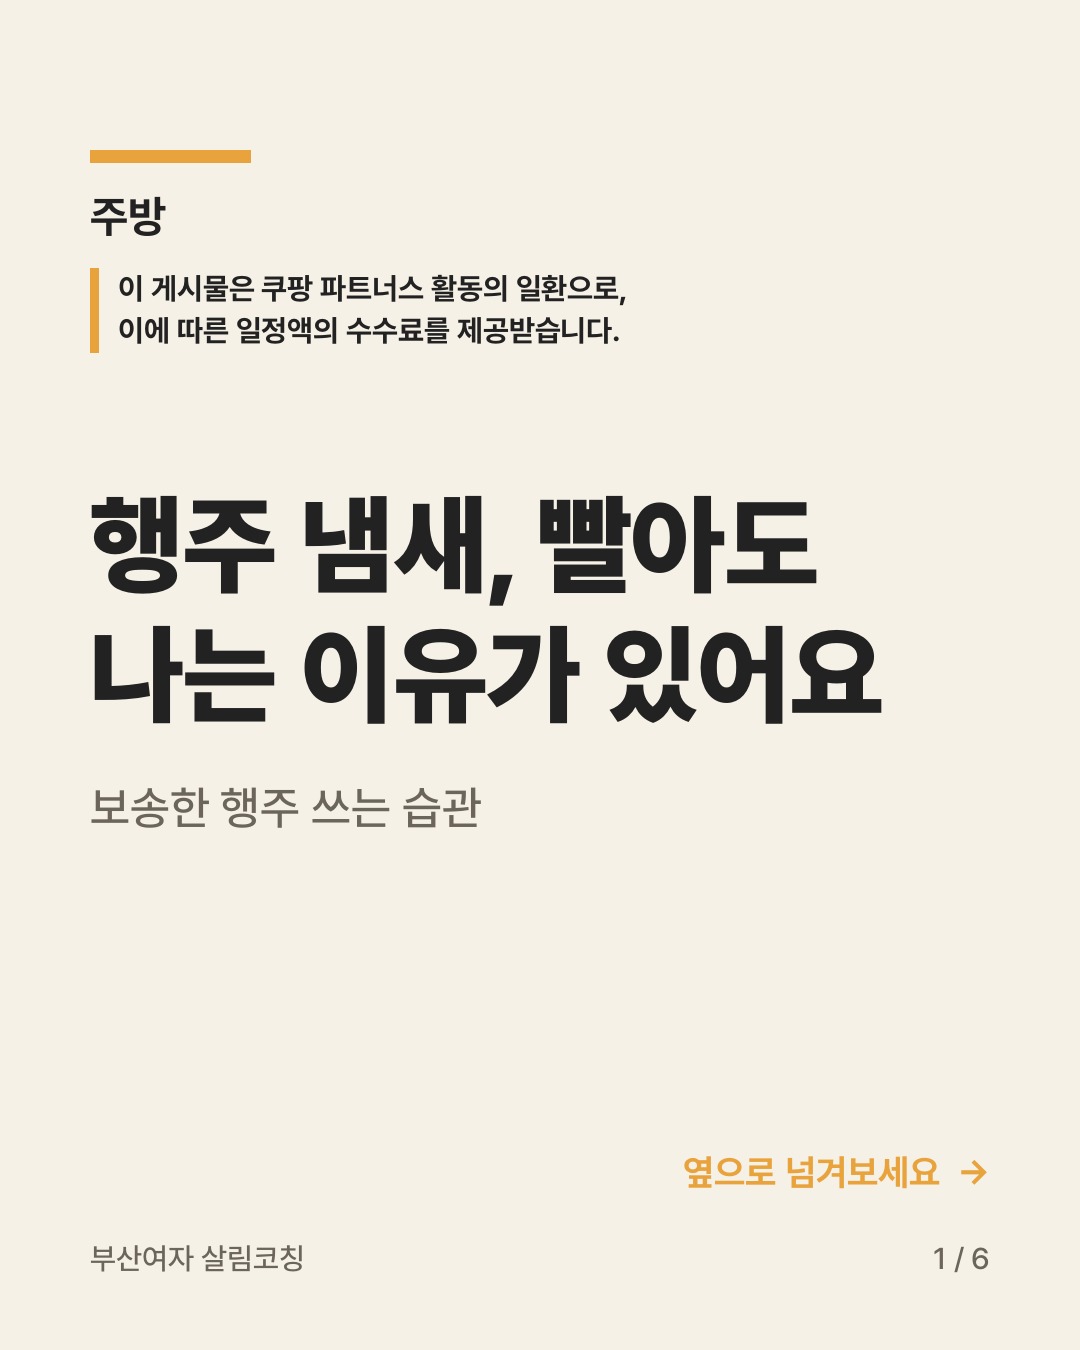 주방
이 게시물은 쿠팡 파트너스 활동의 일환으로,
이에 따른 일정액의 수수료를 제공받습니다.
행주 냄새, 빨아도
나는 이유가 있어요
보송한 행주 쓰는 습관
옆으로 넘겨보세요 →
부산여자 살림코칭
1 / 6